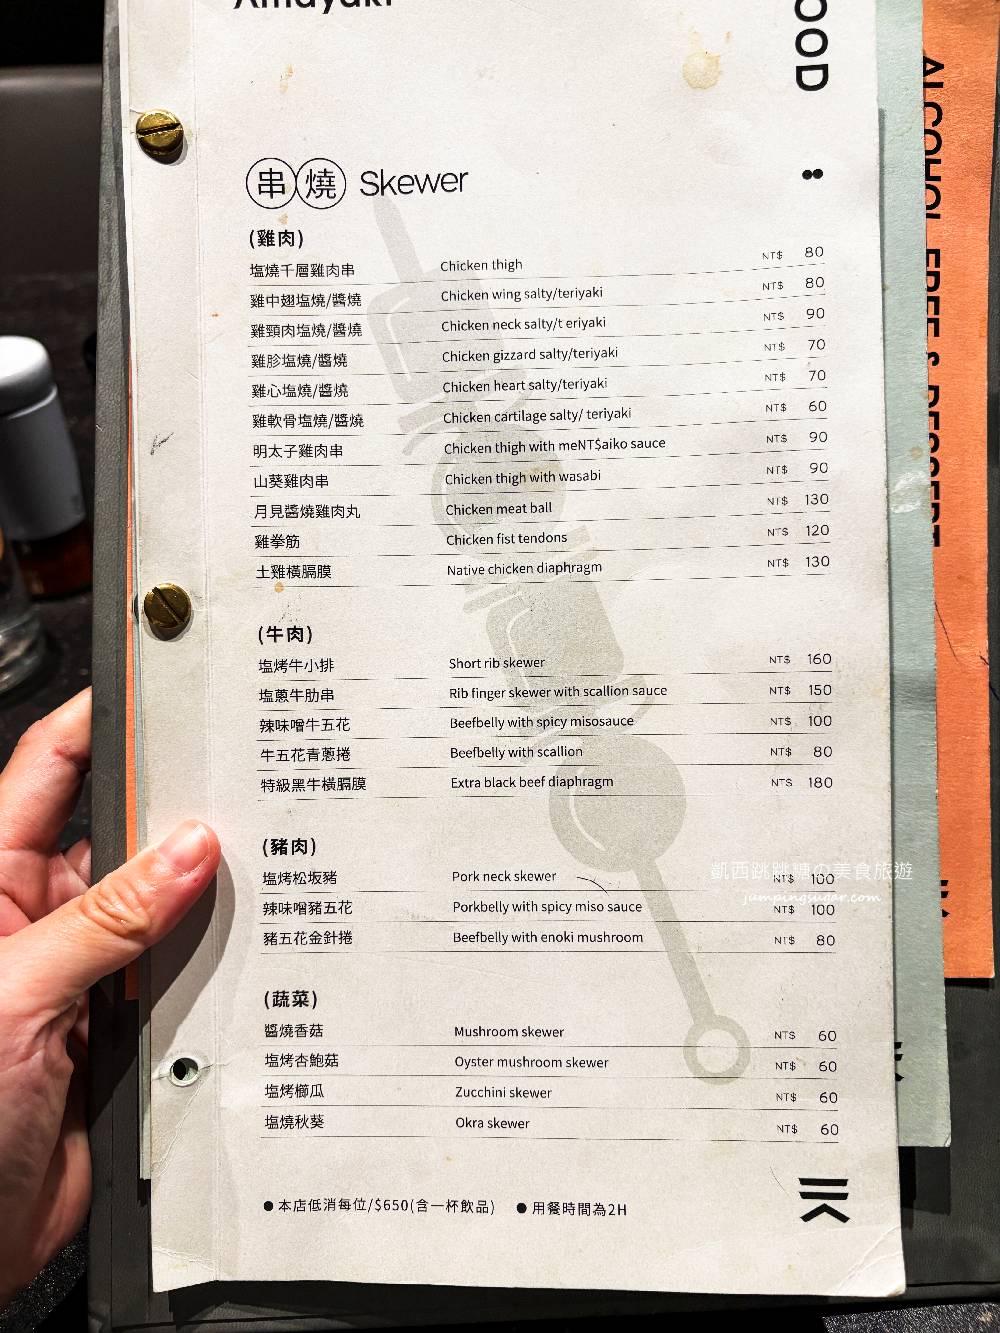 Amayaki
FOOD
ALCOHOL FREE & DESSERT
串燒 Skewer
(雞肉)
塩燒千層雞肉串 Chicken thigh NT$ 80
雞中翅塩燒/醬燒 Chicken wing salty/teriyaki NT$ 80
雞頸肉塩燒/醬燒 Chicken neck salty/t eriyaki NT$ 90
雞胗塩燒/醬燒 Chicken gizzard salty/teriyaki NT$ 70
雞心塩燒/醬燒 Chicken heart salty/teriyaki NT$ 70
雞軟骨塩燒/醬燒 Chicken cartilage salty/ teriyaki NT$ 60
明太子雞肉串 Chicken thigh with meNT$aiko sauce NT$ 90
山葵雞肉串 Chicken thigh with wasabi NT$ 90
月見醬燒雞肉丸 Chicken meat ball NT$ 130
雞拳筋 Chicken fist tendons NT$ 120
土雞橫膈膜 Native chicken diaphragm NT$ 130
(牛肉)
塩烤牛小排 Short rib skewer NT$ 160
塩蔥牛肋串 Rib finger skewer with scallion sauce NT$ 150
辣味噌牛五花 Beefbelly with spicy misosauce NT$ 100
牛五花青蔥捲 Beefbelly with scallion NT$ 80
特級黑牛橫膈膜 Extra black beef diaphragm NT$ 180
(豬肉)
塩烤松坂豬 Pork neck skewer NT$ 100
辣味噌豬五花 Porkbelly with spicy miso sauce NT$ 100
豬五花金針捲 Beefbelly with enoki mushroom NT$ 80
凱西跳跳糖の美食旅遊
jumpingsugar.com
(蔬菜)
醬燒香菇 Mushroom skewer NT$ 60
塩烤杏鮑菇 Oyster mushroom skewer NT$ 60
塩烤櫛瓜 Zucchini skewer NT$ 60
塩燒秋葵 Okra skewer NT$ 60
●本店低消每位/$650(含一杯飲品) ●用餐時間為2H